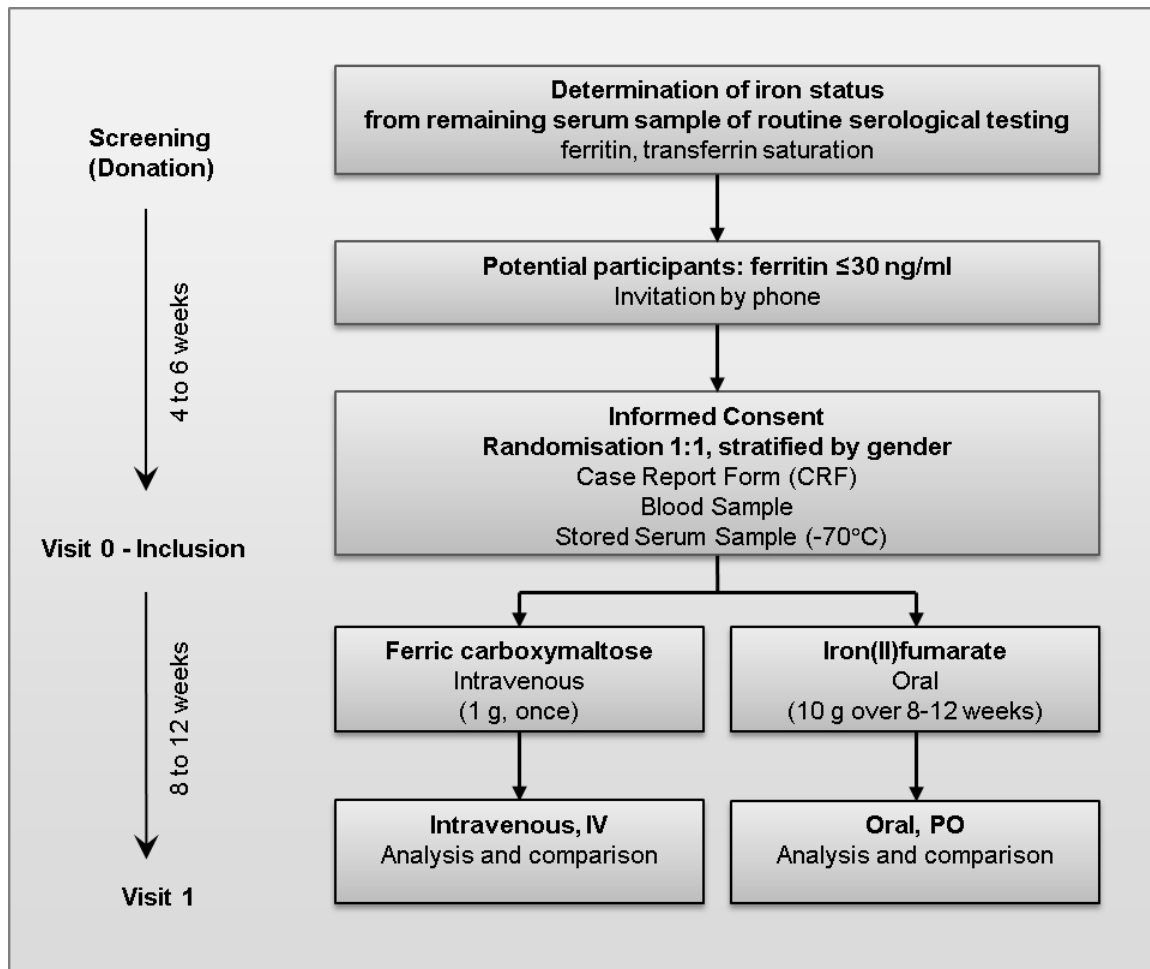 Screening
(Donation)
4 to 6 weeks
Visit 0 - Inclusion
8 to 12 weeks
Visit 1
Determination of iron status
from remaining serum sample of routine serological testing
ferritin, transferrin saturation
Potential participants: ferritin ≤30 ng/ml
Invitation by phone
Informed Consent
Randomisation 1:1, stratified by gender
Case Report Form (CRF)
Blood Sample
Stored Serum Sample (-70°C)
Ferric carboxymaltose
Intravenous
(1 g, once)
Iron(II)fumarate
Oral
(10 g over 8-12 weeks)
Intravenous, IV
Analysis and comparison
Oral, PO
Analysis and comparison